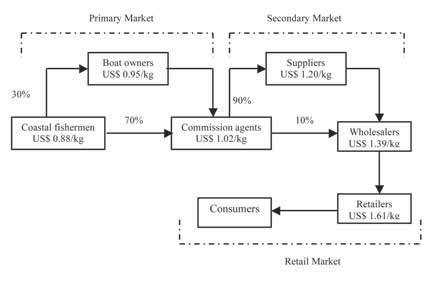 Primary Market
Secondary Market
Boat owners
US$ 0.95/kg
Suppliers
US$ 1.20/kg
30%
90%
Coastal fishermen
US$ 0.88/kg
70%
Commission agents
US$ 1.02/kg
10%
Wholesalers
US$ 1.39/kg
Consumers
Retailers
US$ 1.61/kg
Retail Market